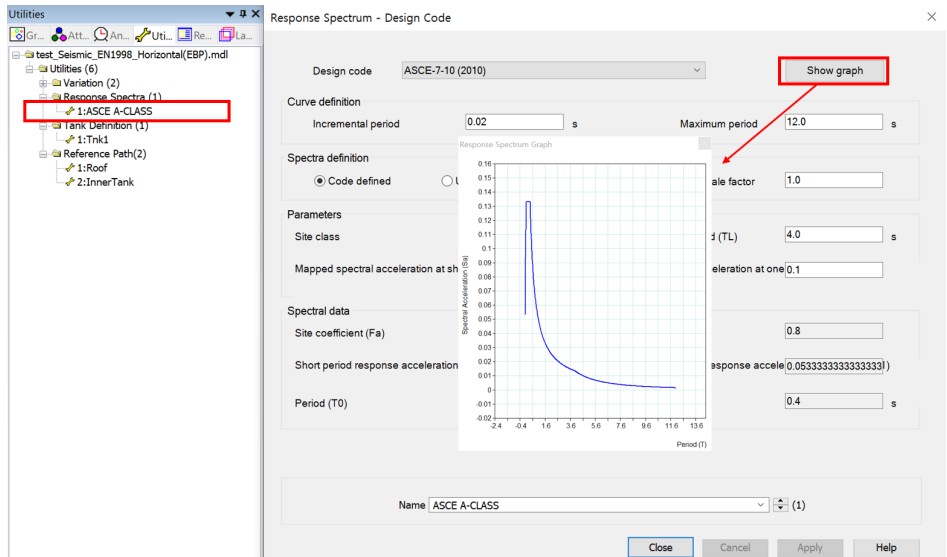 Utilities
Gr... Att... An... Uti... Re... La...
test_Seismic_EN1998_Horizontal(EBP).mdl
Utilities (6)
Variation (2)
Response Spectra (1)
1:ASCE A-CLASS
Tank Definition (1)
1:Tnk1
Reference Path(2)
1:Roof
2:InnerTank
Response Spectrum - Design Code
Design code ASCE-7-10 (2010) Show graph
Curve definition
Incremental period 0.02 s Maximum period 12.0 s
Spectra definition
Code defined ale factor 1.0
Parameters
Site class d (TL) 4.0 s
Mapped spectral acceleration at sh eleration at one 0.1
Spectral data
Site coefficient (Fa) 0.8
Short period response acceleration esponse accele 0.0533333333333333 )
Period (T0) 0.4 s
Response Spectrum Graph
Spectral Acceleration (Sa)
0.16
0.15
0.14
0.13
0.12
0.11
0.1
0.09
0.08
0.07
0.06
0.05
0.04
0.03
0.02
0.01
0
-0.01
-0.02
-2.4 -0.4 1.6 3.6 5.6 7.6 9.6 11.6 13.6
Period (T)
Name ASCE A-CLASS (1)
Close Cancel Apply Help